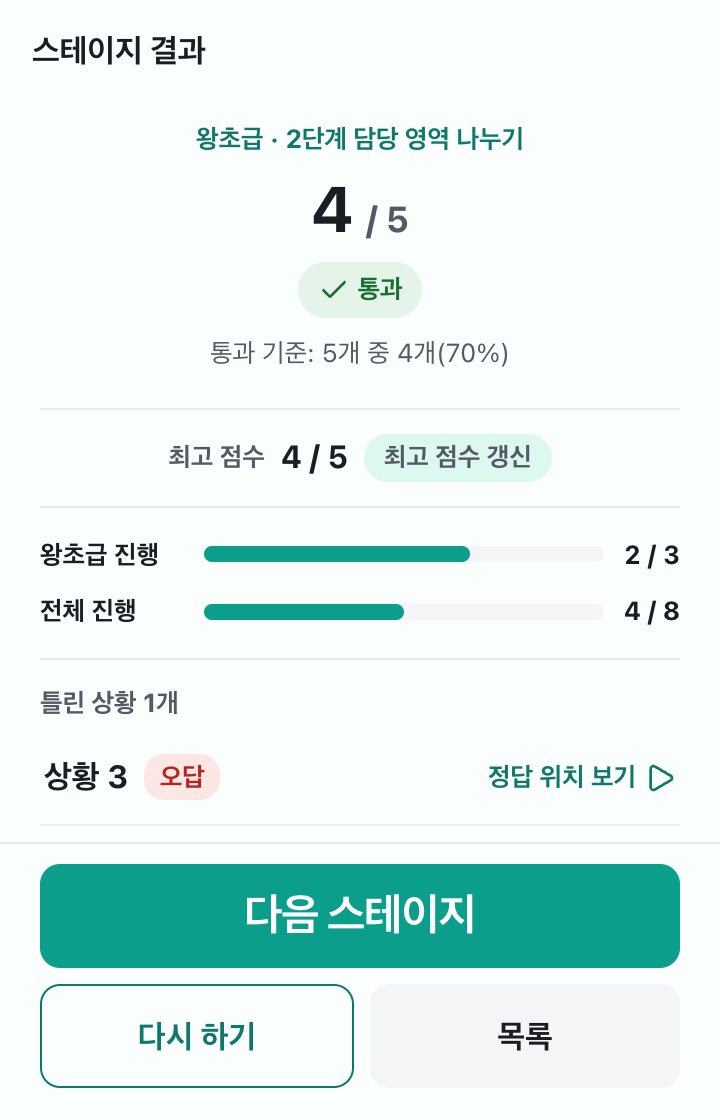 스테이지 결과
왕초급 · 2단계 담당 영역 나누기
4 / 5
통과
통과 기준: 5개 중 4개(70%)
최고 점수 4 / 5 최고 점수 갱신
왕초급 진행 2 / 3
전체 진행 4 / 8
틀린 상황 1개
상황 3 오답 정답 위치 보기
다음 스테이지
다시 하기 목록